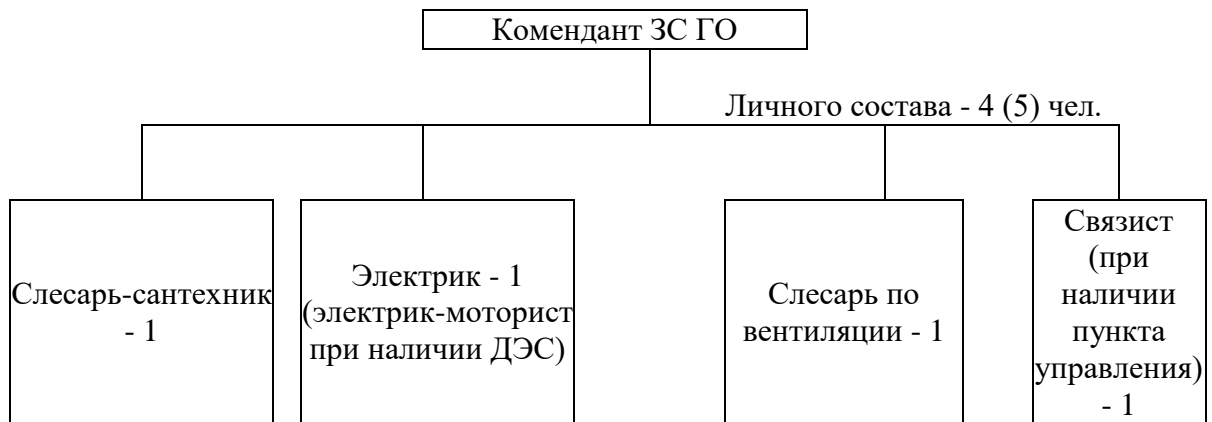 Комендант ЗС ГО
Личного состава - 4 (5) чел.
Слесарь-сантехник
- 1
Электрик - 1
(электрик-моторист
при наличии ДЭС)
Слесарь по
вентиляции - 1
Связист
(при
наличии
пункта
управления)
- 1